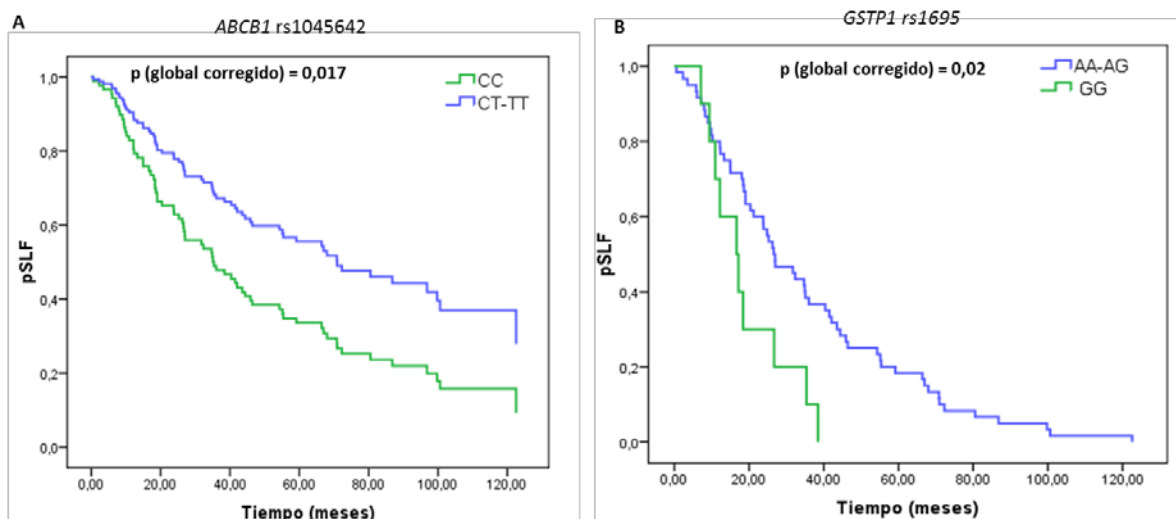 A
ABCB1 rs1045642
p (global corregido) = 0,017
CC
CT-TT
1,0
0,8
0,6
0,4
0,2
0,0
pSLF
0,00 20,00 40,00 60,00 80,00 100,00 120,00
Tiempo (meses)
B
GSTP1 rs1695
p (global corregido) = 0,02
AA-AG
GG
1,0
0,8
0,6
0,4
0,2
0,0
pSLF
0,00 20,00 40,00 60,00 80,00 100,00 120,00
Tiempo (meses)